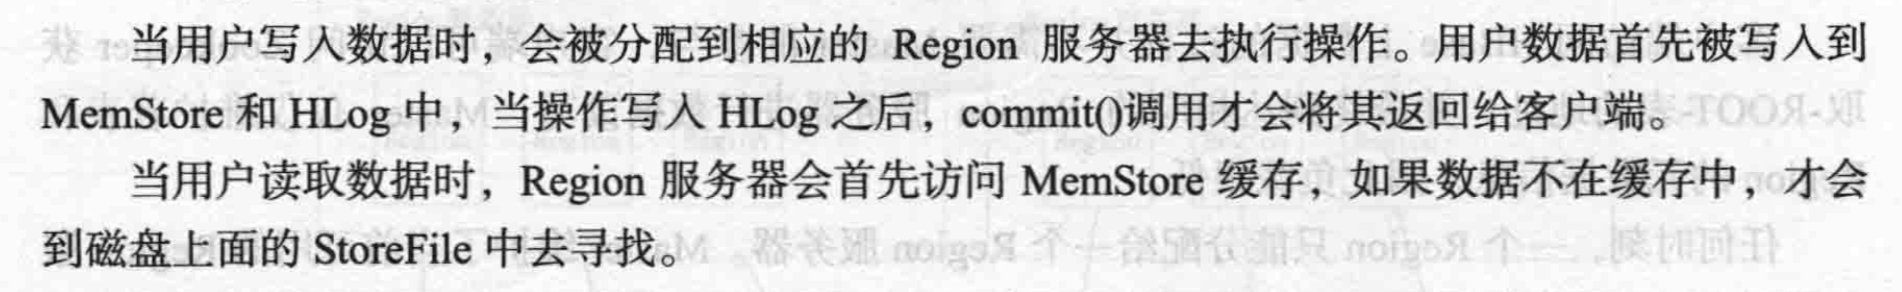 当用户写入数据时，会被分配到相应的 Region 服务器去执行操作。用户数据首先被写入到
MemStore 和 HLog 中，当操作写入 HLog 之后，commit()调用才会将其返回给客户端。
当用户读取数据时，Region 服务器会首先访问 MemStore 缓存，如果数据不在缓存中，才会
到磁盘上面的 StoreFile 中去寻找。